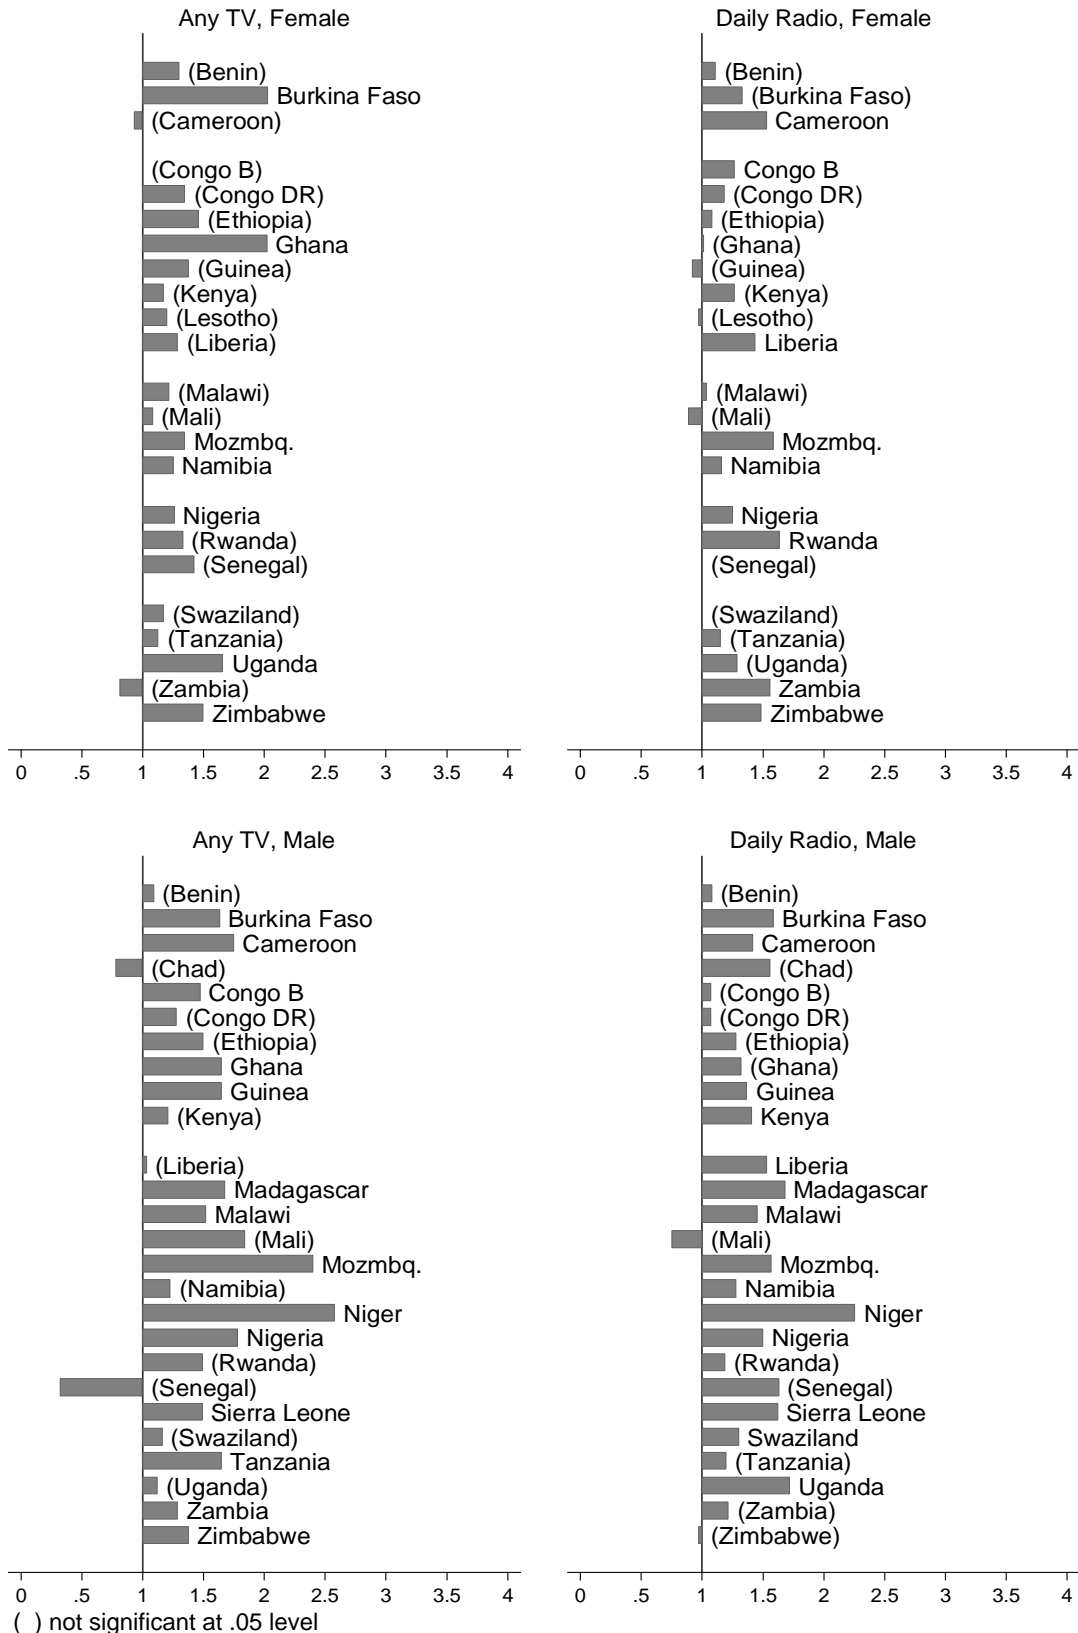 Any TV, Female
(Benin)
Burkina Faso
(Cameroon)
(Congo B)
(Congo DR)
(Ethiopia)
Ghana
(Guinea)
(Kenya)
(Lesotho)
(Liberia)
(Malawi)
(Mali)
Mozmbq.
Namibia
Nigeria
(Rwanda)
(Senegal)
(Swaziland)
(Tanzania)
Uganda
(Zambia)
Zimbabwe
0 .5 1 1.5 2 2.5 3 3.5 4
Daily Radio, Female
(Benin)
(Burkina Faso)
Cameroon
Congo B
(Congo DR)
(Ethiopia)
(Ghana)
(Guinea)
(Kenya)
(Lesotho)
Liberia
(Malawi)
(Mali)
Mozmbq.
Namibia
Nigeria
Rwanda
(Senegal)
(Swaziland)
(Tanzania)
(Uganda)
Zambia
Zimbabwe
0 .5 1 1.5 2 2.5 3 3.5 4
Any TV, Male
(Benin)
Burkina Faso
Cameroon
(Chad)
Congo B
(Congo DR)
(Ethiopia)
Ghana
Guinea
(Kenya)
(Liberia)
Madagascar
Malawi
(Mali)
Mozmbq.
(Namibia)
Niger
Nigeria
(Rwanda)
(Senegal)
Sierra Leone
(Swaziland)
Tanzania
(Uganda)
Zambia
Zimbabwe
0 .5 1 1.5 2 2.5 3 3.5 4
Daily Radio, Male
(Benin)
Burkina Faso
Cameroon
(Chad)
(Congo B)
(Congo DR)
(Ethiopia)
(Ghana)
Guinea
Kenya
Liberia
Madagascar
Malawi
(Mali)
Mozmbq.
Namibia
Niger
Nigeria
(Rwanda)
(Senegal)
Sierra Leone
Swaziland
(Tanzania)
Uganda
(Zambia)
(Zimbabwe)
0 .5 1 1.5 2 2.5 3 3.5 4
( ) not significant at .05 level